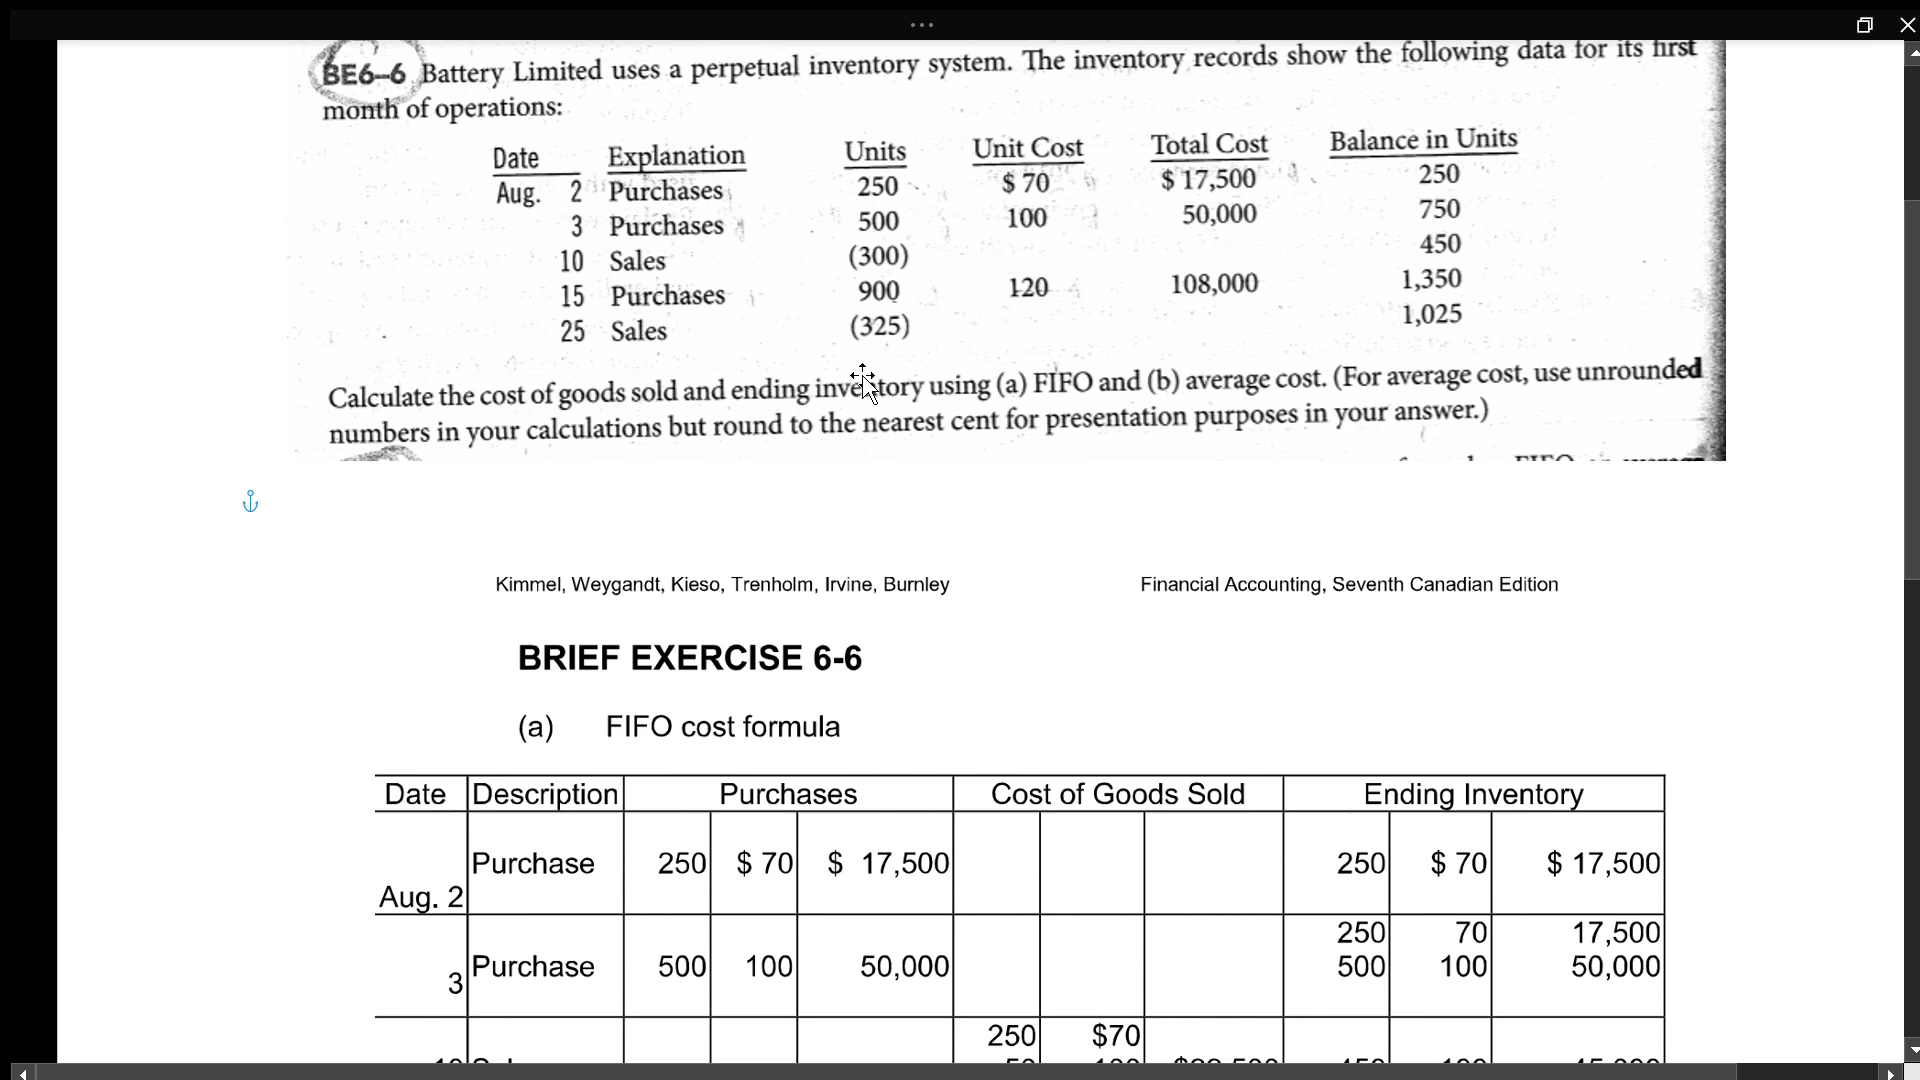 BE6–6 Battery Limited uses a perpetual inventory system. The inventory records show the following data for its first
month of operations:
Date Explanation Units Unit Cost Total Cost Balance in Units
Aug. 2 Purchases 250 $ 70 $ 17,500 250
3 Purchases 500 100 50,000 750
10 Sales (300) 450
15 Purchases 900 120 108,000 1,350
25 Sales (325) 1,025
Calculate the cost of goods sold and ending inventory using (a) FIFO and (b) average cost. (For average cost, use unrounded
numbers in your calculations but round to the nearest cent for presentation purposes in your answer.)
Kimmel, Weygandt, Kieso, Trenholm, Irvine, Burnley Financial Accounting, Seventh Canadian Edition
BRIEF EXERCISE 6-6
(a) FIFO cost formula
Date Description Purchases Cost of Goods Sold Ending Inventory
Aug. 2 Purchase 250 $ 70 $ 17,500 250 $ 70 $ 17,500
250 70 17,500
3 Purchase 500 100 50,000 500 100 50,000
250 $70